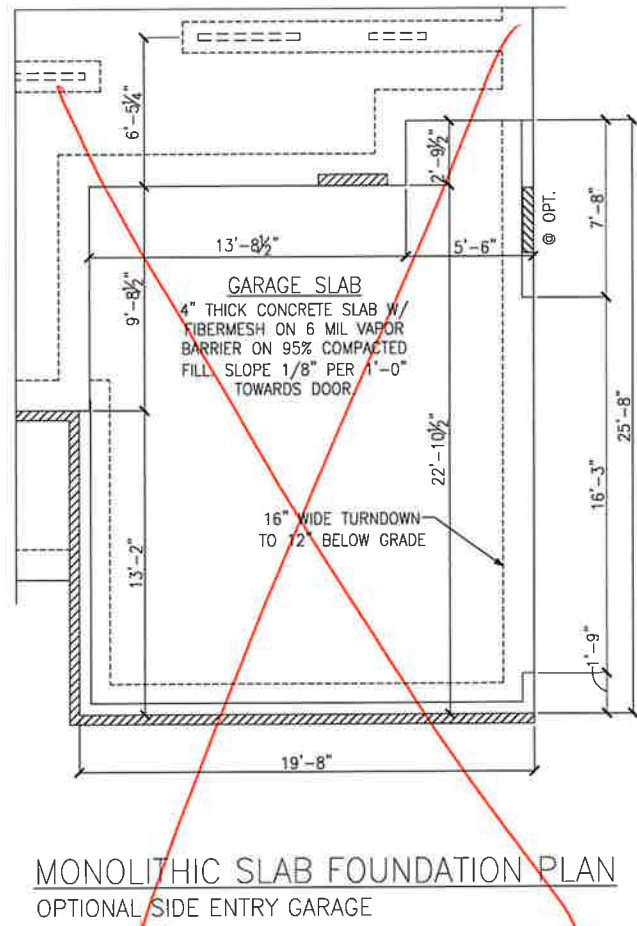 6'-5¼"
2'-9½"
@ OPT.
7'-8"
13'-8½"
5'-6"
9'-8½"
GARAGE SLAB
4" THICK CONCRETE SLAB W/
FIBERMESH ON 6 MIL VAPOR
BARRIER ON 95% COMPACTED
FILL. SLOPE 1/8" PER 1'-0"
TOWARDS DOOR.
22'-10½"
25'-8"
16'-3"
16" WIDE TURNDOWN
TO 12" BELOW GRADE
13'-2"
1'-9"
19'-8"
MONOLITHIC SLAB FOUNDATION PLAN
OPTIONAL SIDE ENTRY GARAGE